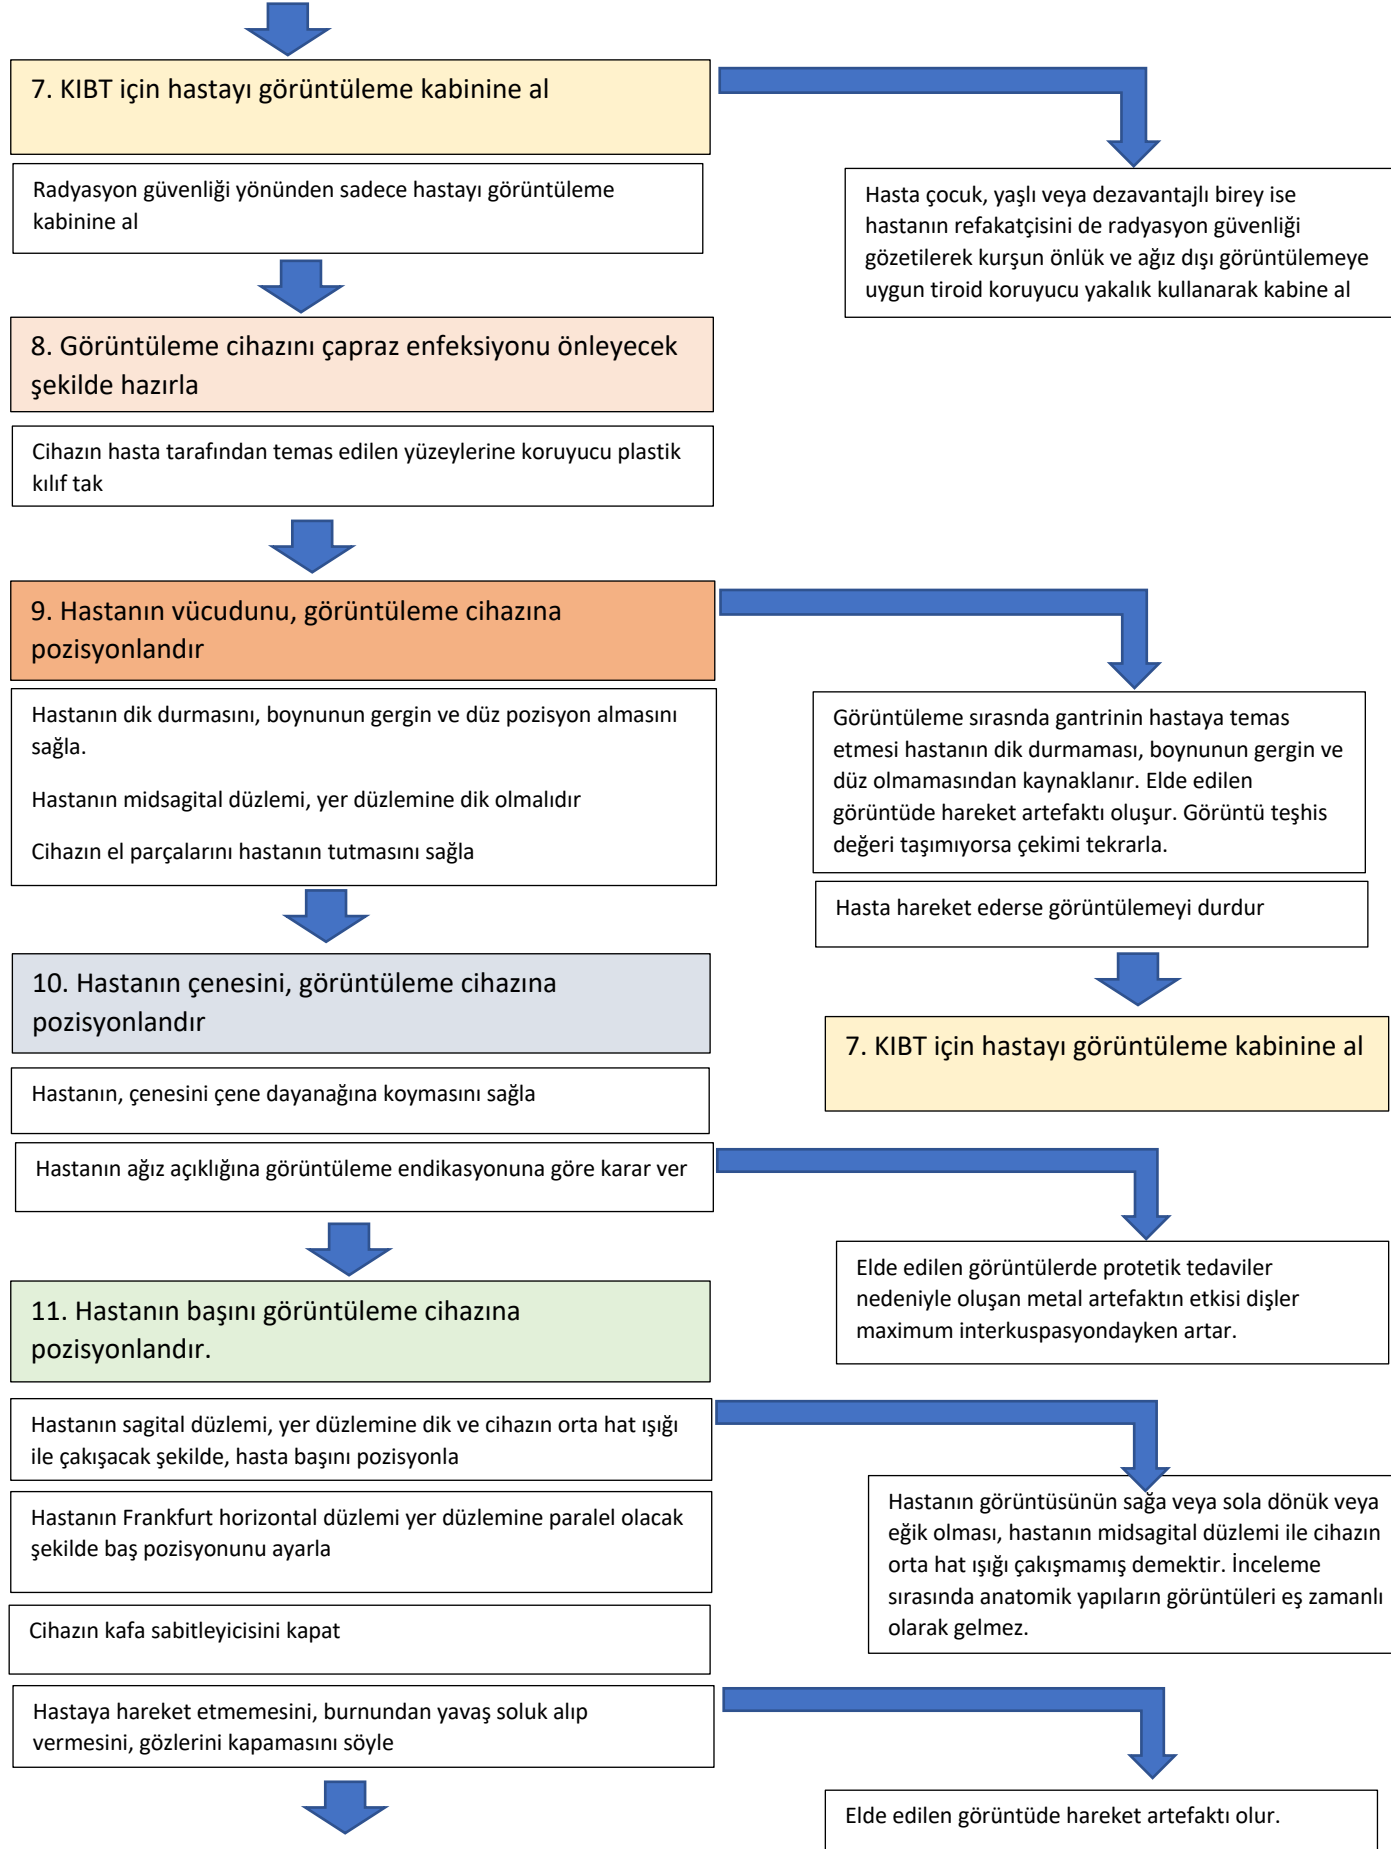 7. KIBT için hastayı görüntüleme kabinine al
Radyasyon güvenliği yönünden sadece hastayı görüntüleme
kabinine al
Hasta çocuk, yaşlı veya dezavantajlı birey ise
hastanın refakatçisini de radyasyon güvenliği
gözetilerek kurşun önlük ve ağız dışı görüntülemeye
uygun tiroid koruyucu yakalık kullanarak kabine al
8. Görüntüleme cihazını çapraz enfeksiyonu önleyecek
şekilde hazırla
Cihazın hasta tarafından temas edilen yüzeylerine koruyucu plastik
kılıf tak
9. Hastanın vücudunu, görüntüleme cihazına
pozisyonlandır
Hastanın dik durmasını, boynunun gergin ve düz pozisyon almasını
sağla.
Hastanın midsagital düzlemi, yer düzlemine dik olmalıdır
Cihazın el parçalarını hastanın tutmasını sağla
Görüntüleme sırasnda gantrinin hastaya temas
etmesi hastanın dik durmaması, boynunun gergin ve
düz olmamasından kaynaklanır. Elde edilen
görüntüde hareket artefaktı oluşur. Görüntü teşhis
değeri taşımıyorsa çekimi tekrarla.
Hasta hareket ederse görüntülemeyi durdur
7. KIBT için hastayı görüntüleme kabinine al
10. Hastanın çenesini, görüntüleme cihazına
pozisyonlandır
Hastanın, çenesini çene dayanağına koymasını sağla
Hastanın ağız açıklığına görüntüleme endikasyonuna göre karar ver
Elde edilen görüntülerde protetik tedaviler
nedeniyle oluşan metal artefaktın etkisi dişler
maximum interkuspasyondayken artar.
11. Hastanın başını görüntüleme cihazına
pozisyonlandır.
Hastanın sagital düzlemi, yer düzlemine dik ve cihazın orta hat ışığı
ile çakışacak şekilde, hasta başını pozisyonla
Hastanın Frankfurt horizontal düzlemi yer düzlemine paralel olacak
şekilde baş pozisyonunu ayarla
Hastanın görüntüsünün sağa veya sola dönük veya
eğik olması, hastanın midsagital düzlemi ile cihazın
orta hat ışığı çakışmamış demektir. İnceleme
sırasında anatomik yapıların görüntüleri eş zamanlı
olarak gelmez.
Cihazın kafa sabitleyicisini kapat
Hastaya hareket etmemesini, burnundan yavaş soluk alıp
vermesini, gözlerini kapamasını söyle
Elde edilen görüntüde hareket artefaktı olur.